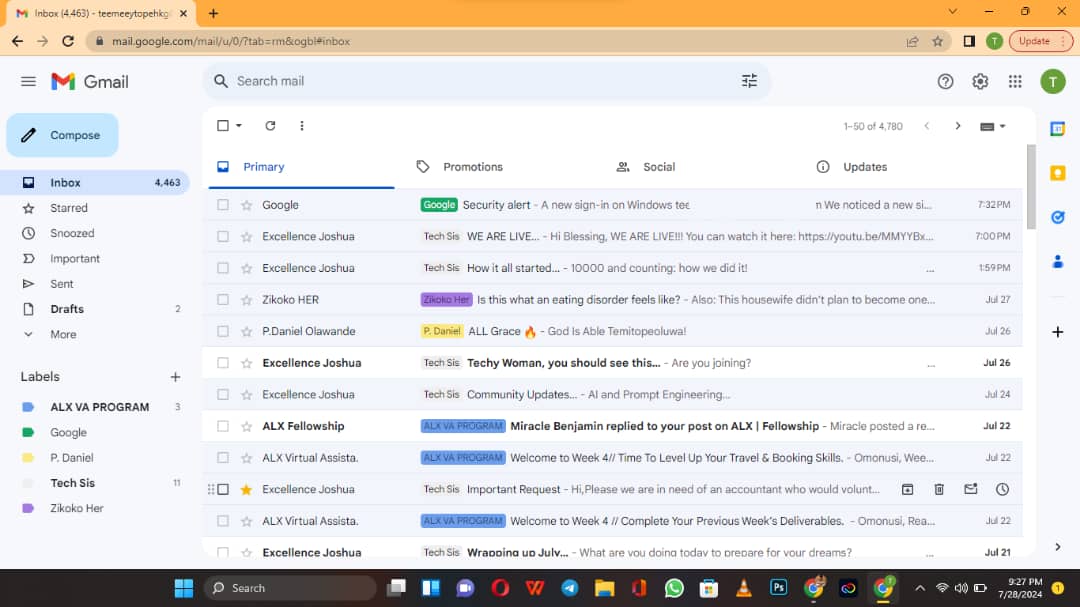 Inbox (4,463) - teemeeytopehkg
mail.google.com/mail/u/0/?tab=rm&ogbl#inbox
T
Update
Gmail
Search mail
T
Compose
1–50 of 4,780
Primary
Promotions
Social
Updates
Inbox 4,463
Starred
Snoozed
Important
Sent
Drafts 2
More
Labels
ALX VA PROGRAM 3
Google
P. Daniel
Tech Sis 11
Zikoko Her
Google Google Security alert - A new sign-in on Windows tee n We noticed a new si... 7:32 PM
Excellence Joshua Tech Sis WE ARE LIVE... - Hi Blessing, WE ARE LIVE!!! You can watch it here: https://youtu.be/MMYYBx... 7:00 PM
Excellence Joshua Tech Sis How it all started... - 10000 and counting: how we did it! ... 1:59 PM
Zikoko HER Zikoko Her Is this what an eating disorder feels like? - Also: This housewife didn't plan to become one... Jul 27
P.Daniel Olawande P. Daniel ALL Grace 🔥 - God Is Able Temitopeoluwa! Jul 26
Excellence Joshua Tech Sis Techy Woman, you should see this... - Are you joining? ... Jul 26
Excellence Joshua Tech Sis Community Updates... - AI and Prompt Engineering... Jul 24
ALX Fellowship ALX VA PROGRAM Miracle Benjamin replied to your post on ALX | Fellowship - Miracle posted a re... Jul 22
ALX Virtual Assista. ALX VA PROGRAM Welcome to Week 4// Time To Level Up Your Travel & Booking Skills. - Omonusi, Wee... Jul 22
Excellence Joshua Tech Sis Important Request - Hi,Please we are in need of an accountant who would volunt...
ALX Virtual Assista. ALX VA PROGRAM Welcome to Week 4 // Complete Your Previous Week's Deliverables. - Omonusi, Rea... Jul 22
Excellence Joshua Tech Sis Wrapping up July... - What are you doing today to prepare for your dreams? ... Jul 21
Search
Ps
9:27 PM
7/28/2024
1